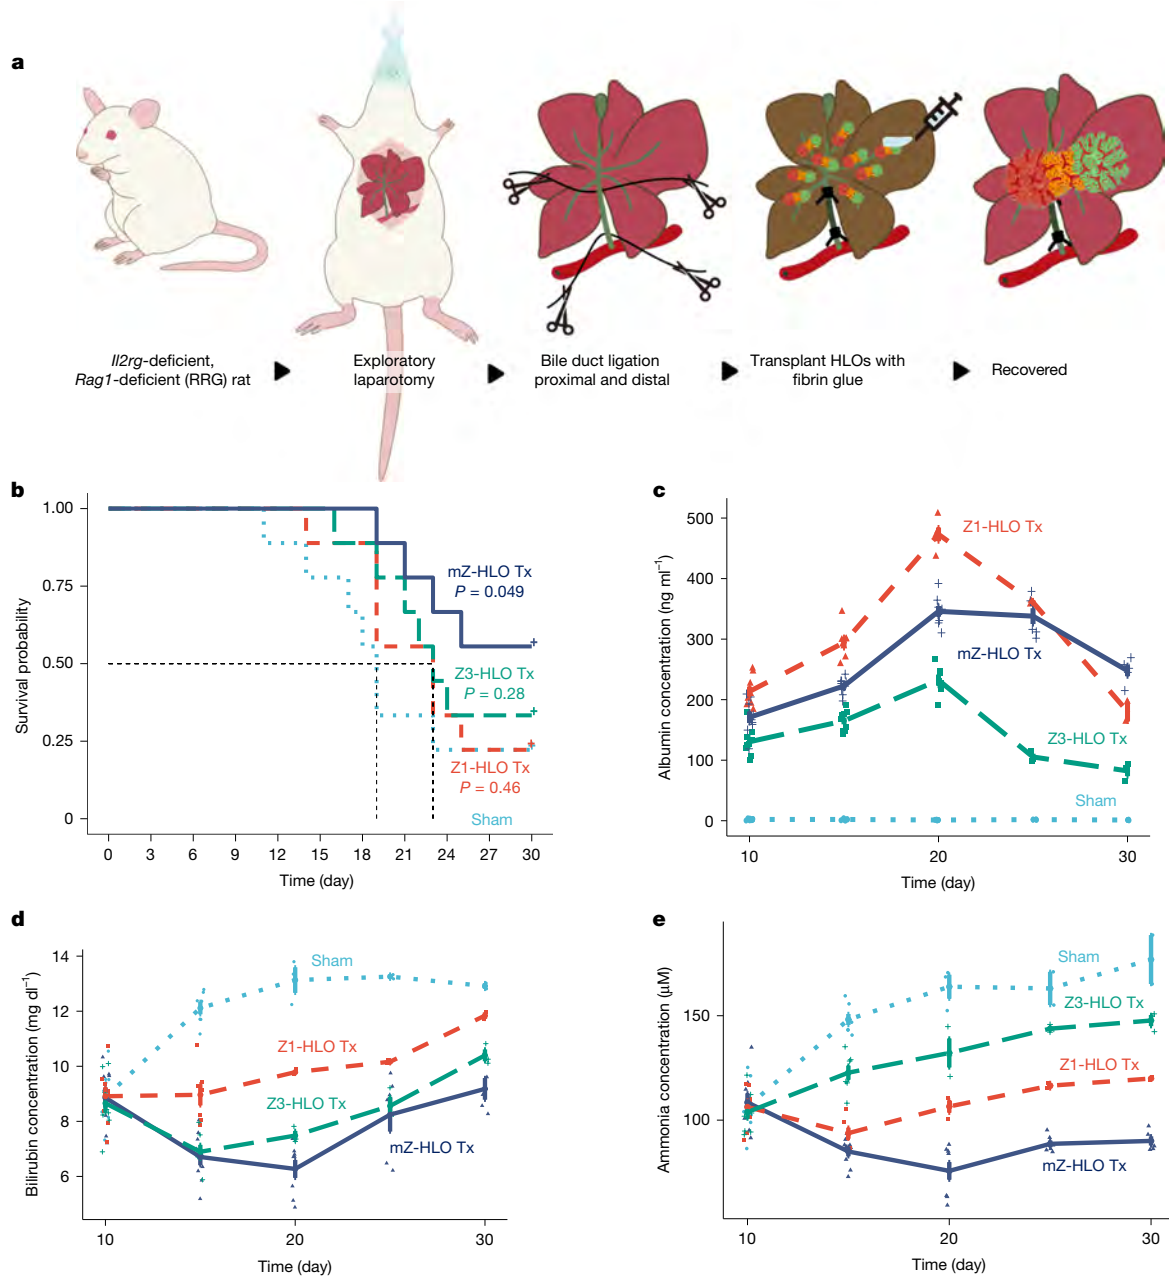 a
Il2rg-deficient,
Rag1-deficient (RRG) rat
Exploratory
laparotomy
Bile duct ligation
proximal and distal
Transplant HLOs with
fibrin glue
Recovered
b
Survival probability
1.00
0.75
0.50
0.25
0
mZ-HLO Tx
P = 0.049
Z3-HLO Tx
P = 0.28
Z1-HLO Tx
P = 0.46
Sham
0 3 6 9 12 15 18 21 24 27 30
Time (day)
c
Albumin concentration (ng ml⁻¹)
500
400
300
200
100
0
Z1-HLO Tx
mZ-HLO Tx
Z3-HLO Tx
Sham
10 20 30
Time (day)
d
Bilirubin concentration (mg dl⁻¹)
14
12
10
8
6
Sham
Z1-HLO Tx
Z3-HLO Tx
mZ-HLO Tx
10 20 30
Time (day)
e
Ammonia concentration (μM)
150
100
Sham
Z3-HLO Tx
Z1-HLO Tx
mZ-HLO Tx
10 20 30
Time (day)